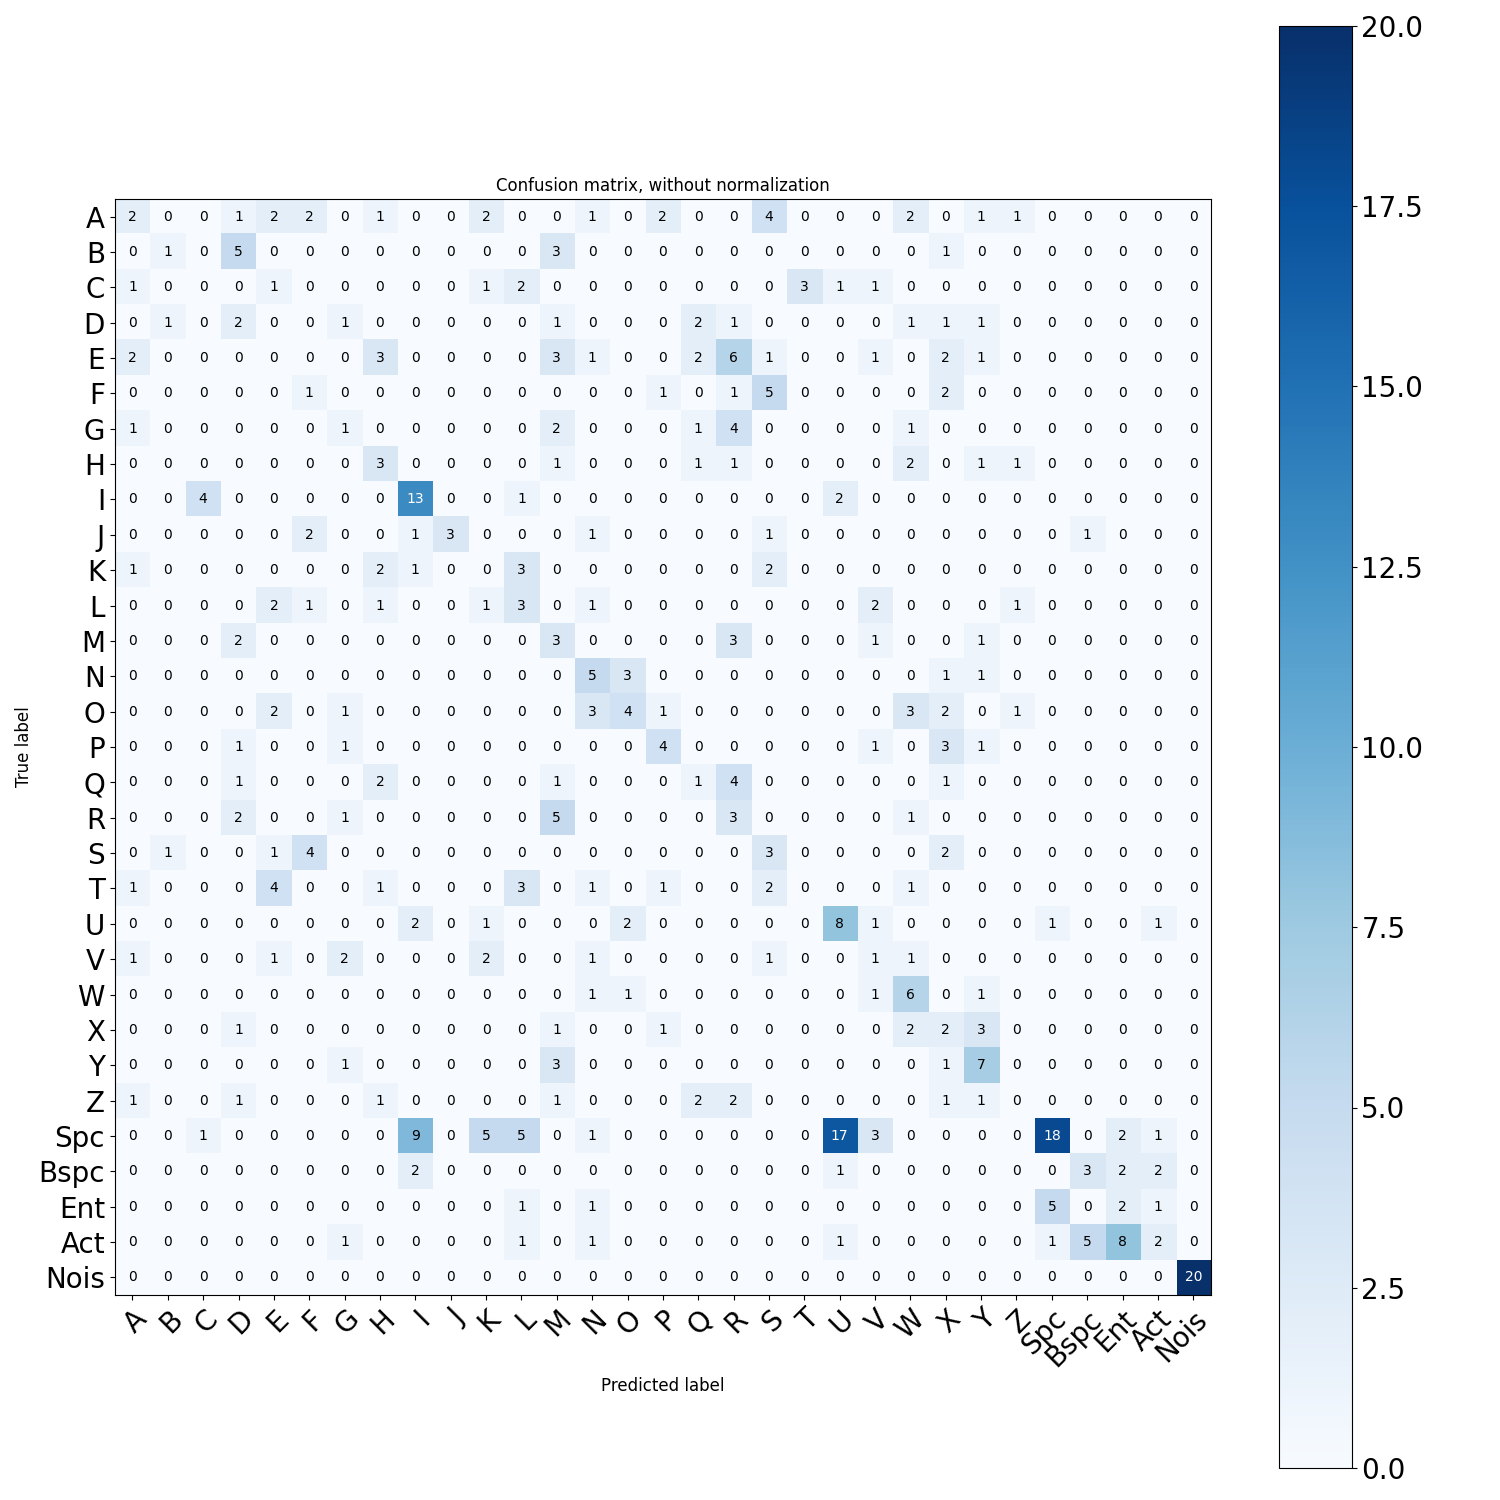 Confusion matrix, without normalization
A 2 0 0 1 2 2 0 1 0 0 2 0 0 1 0 2 0 0 4 0 0 0 2 0 1 1 0 0 0 0 0
B 0 1 0 5 0 0 0 0 0 0 0 0 3 0 0 0 0 0 0 0 0 0 0 1 0 0 0 0 0 0 0
C 1 0 0 0 1 0 0 0 0 0 1 2 0 0 0 0 0 0 0 3 1 1 0 0 0 0 0 0 0 0 0
D 0 1 0 2 0 0 1 0 0 0 0 0 1 0 0 0 2 1 0 0 0 0 1 1 1 0 0 0 0 0 0
E 2 0 0 0 0 0 0 3 0 0 0 0 3 1 0 0 2 6 1 0 0 1 0 2 1 0 0 0 0 0 0
F 0 0 0 0 0 1 0 0 0 0 0 0 0 0 0 1 0 1 5 0 0 0 0 2 0 0 0 0 0 0 0
G 1 0 0 0 0 0 1 0 0 0 0 0 2 0 0 0 1 4 0 0 0 0 1 0 0 0 0 0 0 0 0
H 0 0 0 0 0 0 0 3 0 0 0 0 1 0 0 0 1 1 0 0 0 0 2 0 1 1 0 0 0 0 0
I 0 0 4 0 0 0 0 0 13 0 0 1 0 0 0 0 0 0 0 0 2 0 0 0 0 0 0 0 0 0 0
J 0 0 0 0 0 2 0 0 1 3 0 0 0 1 0 0 0 0 1 0 0 0 0 0 0 0 0 1 0 0 0
K 1 0 0 0 0 0 0 2 1 0 0 3 0 0 0 0 0 0 2 0 0 0 0 0 0 0 0 0 0 0 0
L 0 0 0 0 2 1 0 1 0 0 1 3 0 1 0 0 0 0 0 0 0 2 0 0 0 1 0 0 0 0 0
M 0 0 0 2 0 0 0 0 0 0 0 0 3 0 0 0 0 3 0 0 0 1 0 0 1 0 0 0 0 0 0
N 0 0 0 0 0 0 0 0 0 0 0 0 0 5 3 0 0 0 0 0 0 0 0 1 1 0 0 0 0 0 0
O 0 0 0 0 2 0 1 0 0 0 0 0 0 3 4 1 0 0 0 0 0 0 3 2 0 1 0 0 0 0 0
P 0 0 0 1 0 0 1 0 0 0 0 0 0 0 0 4 0 0 0 0 0 1 0 3 1 0 0 0 0 0 0
Q 0 0 0 1 0 0 0 2 0 0 0 0 1 0 0 0 1 4 0 0 0 0 0 1 0 0 0 0 0 0 0
R 0 0 0 2 0 0 1 0 0 0 0 0 5 0 0 0 0 3 0 0 0 0 1 0 0 0 0 0 0 0 0
S 0 1 0 0 1 4 0 0 0 0 0 0 0 0 0 0 0 0 3 0 0 0 0 2 0 0 0 0 0 0 0
T 1 0 0 0 4 0 0 1 0 0 0 3 0 1 0 1 0 0 2 0 0 0 1 0 0 0 0 0 0 0 0
U 0 0 0 0 0 0 0 0 2 0 1 0 0 0 2 0 0 0 0 0 8 1 0 0 0 0 1 0 0 1 0
V 1 0 0 0 1 0 2 0 0 0 2 0 0 1 0 0 0 0 1 0 0 1 1 0 0 0 0 0 0 0 0
W 0 0 0 0 0 0 0 0 0 0 0 0 0 1 1 0 0 0 0 0 0 1 6 0 1 0 0 0 0 0 0
X 0 0 0 1 0 0 0 0 0 0 0 0 1 0 0 1 0 0 0 0 0 0 2 2 3 0 0 0 0 0 0
Y 0 0 0 0 0 0 1 0 0 0 0 0 3 0 0 0 0 0 0 0 0 0 0 1 7 0 0 0 0 0 0
Z 1 0 0 1 0 0 0 1 0 0 0 0 1 0 0 0 2 2 0 0 0 0 0 1 1 0 0 0 0 0 0
Spc 0 0 1 0 0 0 0 0 9 0 5 5 0 1 0 0 0 0 0 0 17 3 0 0 0 0 18 0 2 1 0
Bspc 0 0 0 0 0 0 0 0 2 0 0 0 0 0 0 0 0 0 0 0 1 0 0 0 0 0 0 3 2 2 0
Ent 0 0 0 0 0 0 0 0 0 0 0 1 0 1 0 0 0 0 0 0 0 0 0 0 0 0 5 0 2 1 0
Act 0 0 0 0 0 0 1 0 0 0 0 1 0 1 0 0 0 0 0 0 1 0 0 0 0 0 1 5 8 2 0
Nois 0 0 0 0 0 0 0 0 0 0 0 0 0 0 0 0 0 0 0 0 0 0 0 0 0 0 0 0 0 0 20
A B C D E F G H I J K L M N O P Q R S T U V W X Y Z Spc Bspc Ent Act Nois
Predicted label
True label
20.0
17.5
15.0
12.5
10.0
7.5
5.0
2.5
0.0